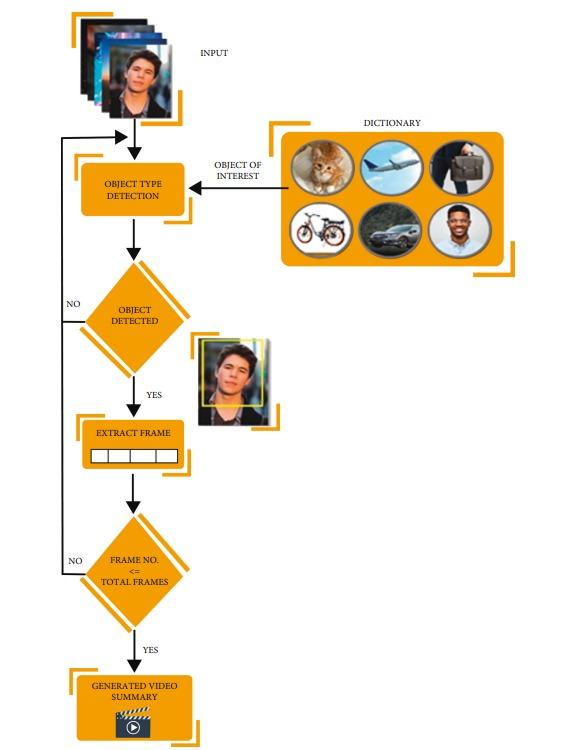 INPUT
DICTIONARY
OBJECT OF
INTEREST
OBJECT TYPE
DETECTION
OBJECT
DETECTED
NO
YES
EXTRACT FRAME
FRAME NO.
<=
TOTAL FRAMES
NO
YES
GENERATED VIDEO
SUMMARY